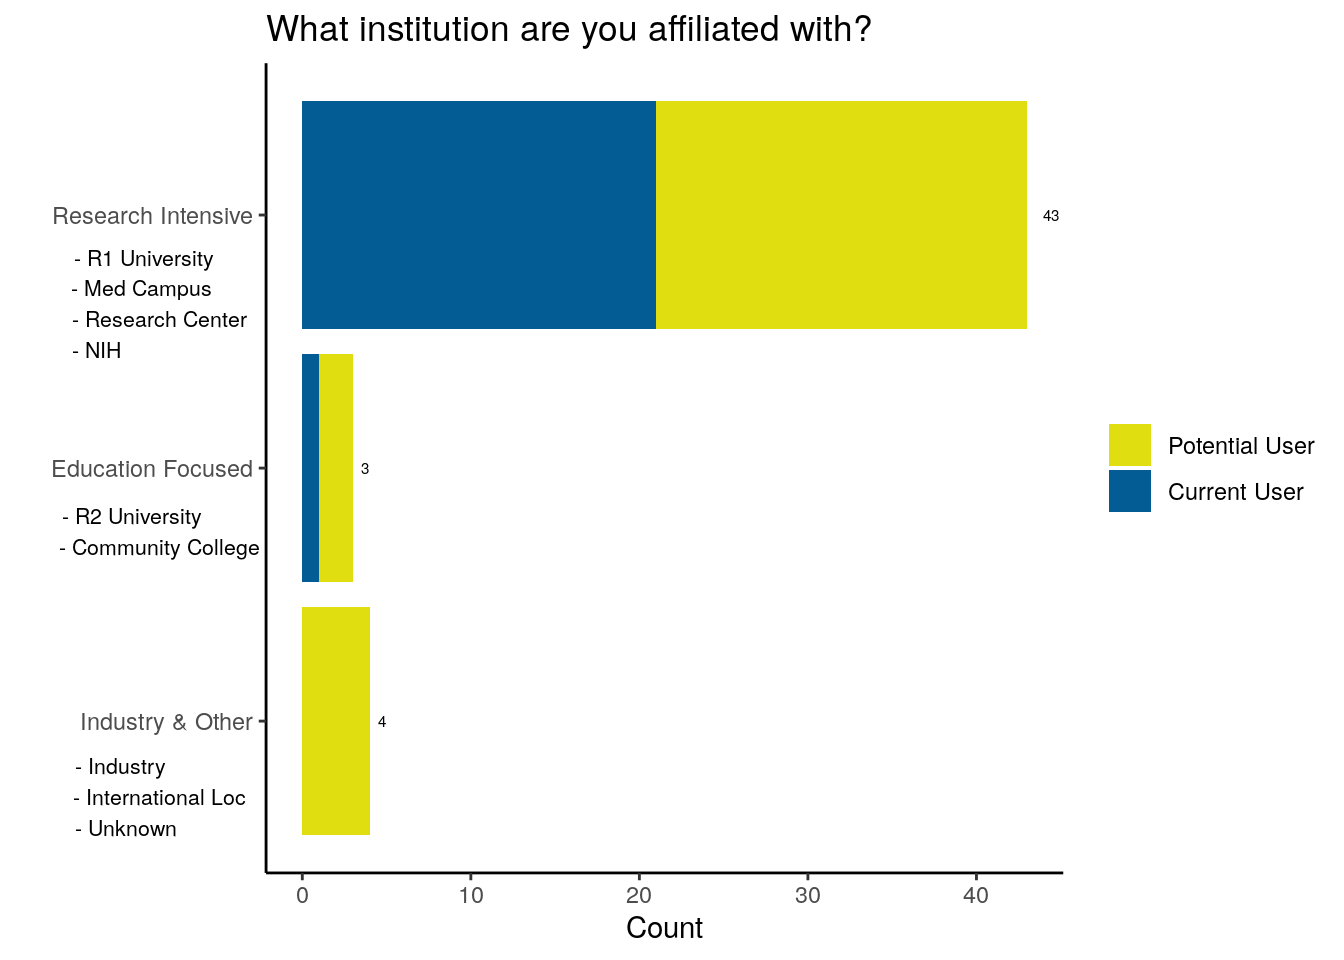 What institution are you affiliated with?
Research Intensive
- R1 University
- Med Campus
- Research Center
- NIH
43
Education Focused
- R2 University
- Community College
3
Industry & Other
- Industry
- International Loc
- Unknown
4
0 10 20 30 40
Count
Potential User
Current User